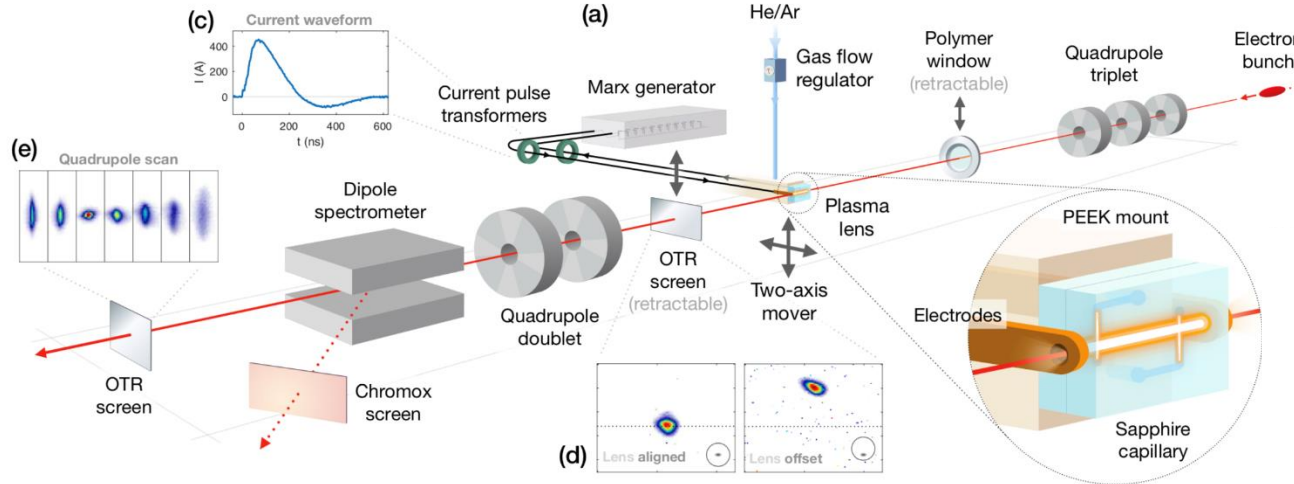 (c)
Current waveform
I (A)
400
200
0
0
200
400
600
t (ns)
(a)
He/Ar
Gas flow
regulator
Marx generator
Current pulse
transformers
Polymer
window
(retractable)
Quadrupole
triplet
Electron
bunch
(e)
Quadrupole scan
Dipole
spectrometer
Plasma
lens
OTR
screen
(retractable)
Two-axis
mover
Quadrupole
doublet
OTR
screen
Chromox
screen
PEEK mount
Electrodes
Sapphire
capillary
(d)
Lens aligned
Lens offset